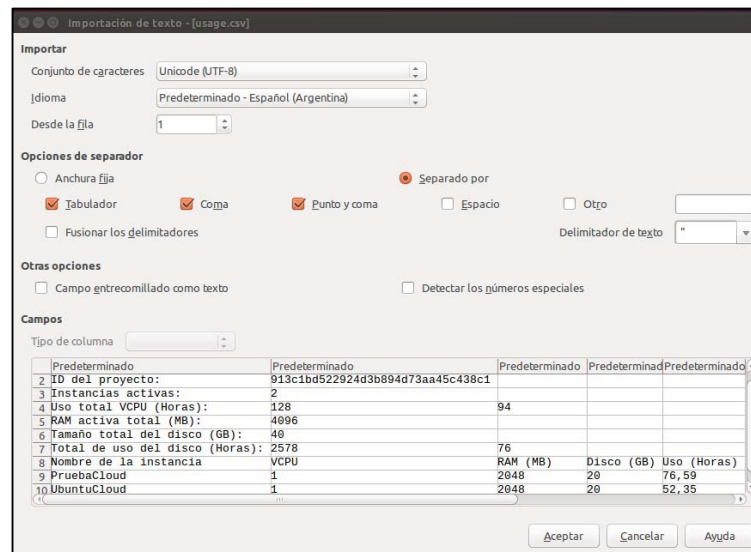 Importación de texto - [usage.csv]
Importar
Conjunto de caracteres Unicode (UTF-8)
Idioma Predeterminado - Español (Argentina)
Desde la fila 1
Opciones de separador
Anchura fija Separado por
Tabulador Coma Punto y coma Espacio Otro
Fusionar los delimitadores Delimitador de texto "
Otras opciones
Campo entrecomillado como texto Detectar los números especiales
Campos
Tipo de columna
Predeterminado Predeterminado Predeterminado Predeterminad Predeterminado
2 ID del proyecto: 913c1bd522924d3b894d73aa45c438c1
3 Instancias activas: 2
4 Uso total VCPU (Horas): 128 94
5 RAM activa total (MB): 4096
6 Tamaño total del disco (GB): 40
7 Total de uso del disco (Horas): 2578 76
8 Nombre de la instancia VCPU RAM (MB) Disco (GB) Uso (Horas)
9 PruebaCloud 1 2048 20 76,59
10 UbuntuCloud 1 2048 20 52,35
Aceptar Cancelar Ayuda